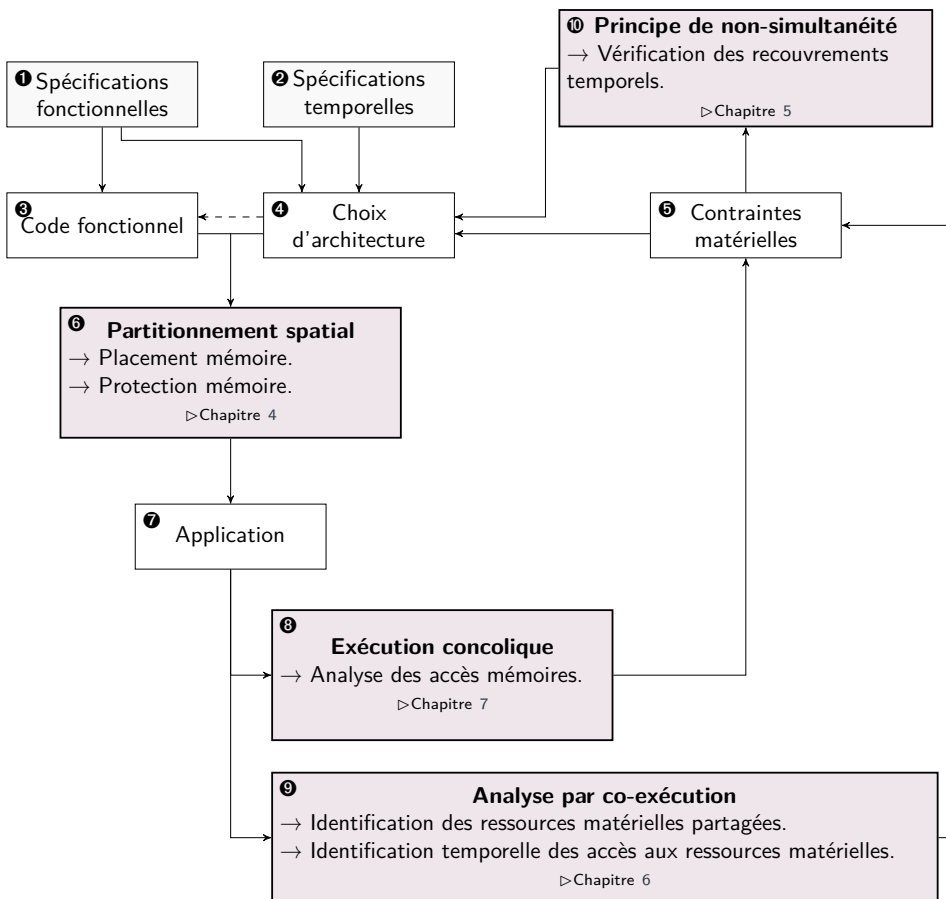 ❶ Spécifications
fonctionnelles
❷ Spécifications
temporelles
❿ Principe de non-simultanéité
→ Vérification des recouvrements
temporels.
▷Chapitre 5
❸ Code fonctionnel
❹ Choix
d'architecture
❺ Contraintes
matérielles
❻ Partitionnement spatial
→ Placement mémoire.
→ Protection mémoire.
▷Chapitre 4
❼ Application
❽
Exécution concolique
→ Analyse des accès mémoires.
▷Chapitre 7
❾ Analyse par co-exécution
→ Identification des ressources matérielles partagées.
→ Identification temporelle des accès aux ressources matérielles.
▷Chapitre 6